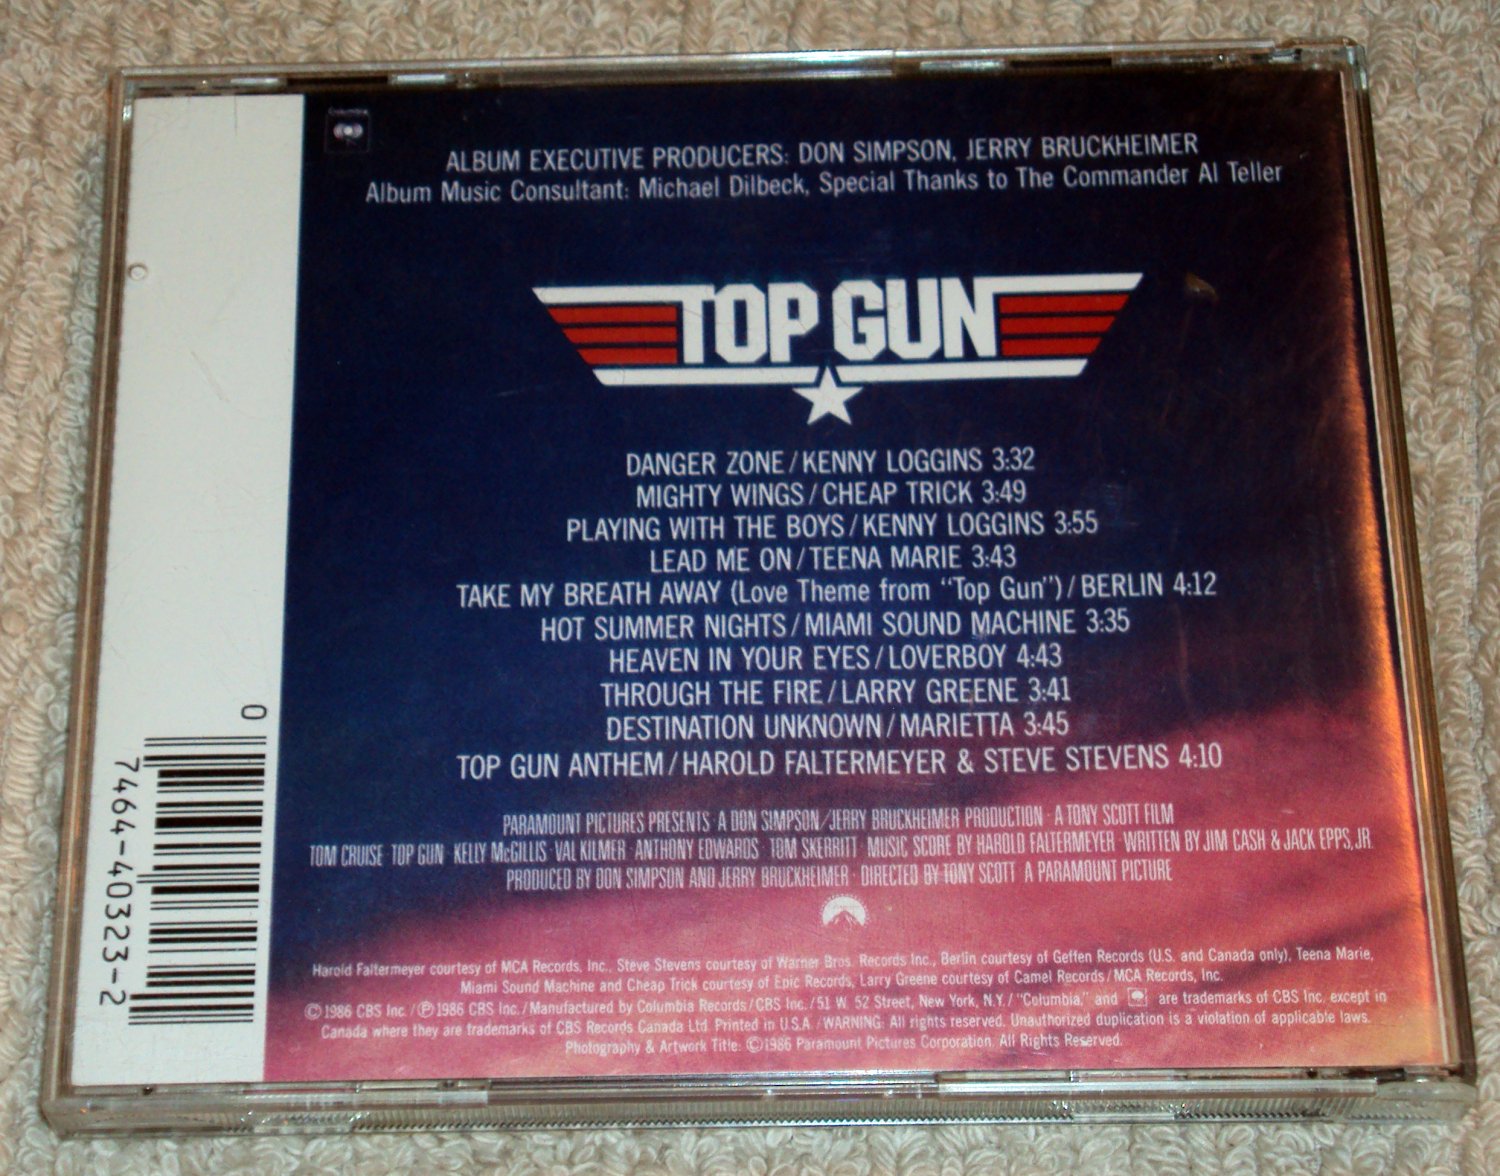 Columbia
ALBUM EXECUTIVE PRODUCERS: DON SIMPSON, JERRY BRUCKHEIMER
Album Music Consultant: Michael Dilbeck, Special Thanks to The Commander Al Teller
TOP GUN
DANGER ZONE/KENNY LOGGINS 3:32
MIGHTY WINGS/CHEAP TRICK 3:49
PLAYING WITH THE BOYS/KENNY LOGGINS 3:55
LEAD ME ON/TEENA MARIE 3:43
TAKE MY BREATH AWAY (Love Theme from "Top Gun")/BERLIN 4:12
HOT SUMMER NIGHTS/MIAMI SOUND MACHINE 3:35
HEAVEN IN YOUR EYES/LOVERBOY 4:43
THROUGH THE FIRE/LARRY GREENE 3:41
DESTINATION UNKNOWN/MARIETTA 3:45
TOP GUN ANTHEM/HAROLD FALTERMEYER & STEVE STEVENS 4:10
PARAMOUNT PICTURES PRESENTS · A DON SIMPSON/JERRY BRUCKHEIMER PRODUCTION · A TONY SCOTT FILM
TOM CRUISE · TOP GUN · KELLY McGILLIS · VAL KILMER · ANTHONY EDWARDS · TOM SKERRITT · MUSIC SCORE BY HAROLD FALTERMEYER · WRITTEN BY JIM CASH & JACK EPPS, JR.
PRODUCED BY DON SIMPSON AND JERRY BRUCKHEIMER · DIRECTED BY TONY SCOTT A PARAMOUNT PICTURE
Harold Faltermeyer courtesy of MCA Records, Inc., Steve Stevens courtesy of Warner Bros. Records Inc., Berlin courtesy of Geffen Records (U.S. and Canada only), Teena Marie,
Miami Sound Machine and Cheap Trick courtesy of Epic Records, Larry Greene courtesy of Camel Records/MCA Records, Inc.
©1986 CBS Inc./℗1986 CBS Inc./Manufactured by Columbia Records/CBS Inc./51 W. 52 Street, New York, N.Y./"Columbia," and are trademarks of CBS Inc. except in
Canada where they are trademarks of CBS Records Canada Ltd. Printed in U.S.A./WARNING: All rights reserved. Unauthorized duplication is a violation of applicable laws.
Photography & Artwork Title: ©1986 Paramount Pictures Corporation. All Rights Reserved.
0
7464-40323-2